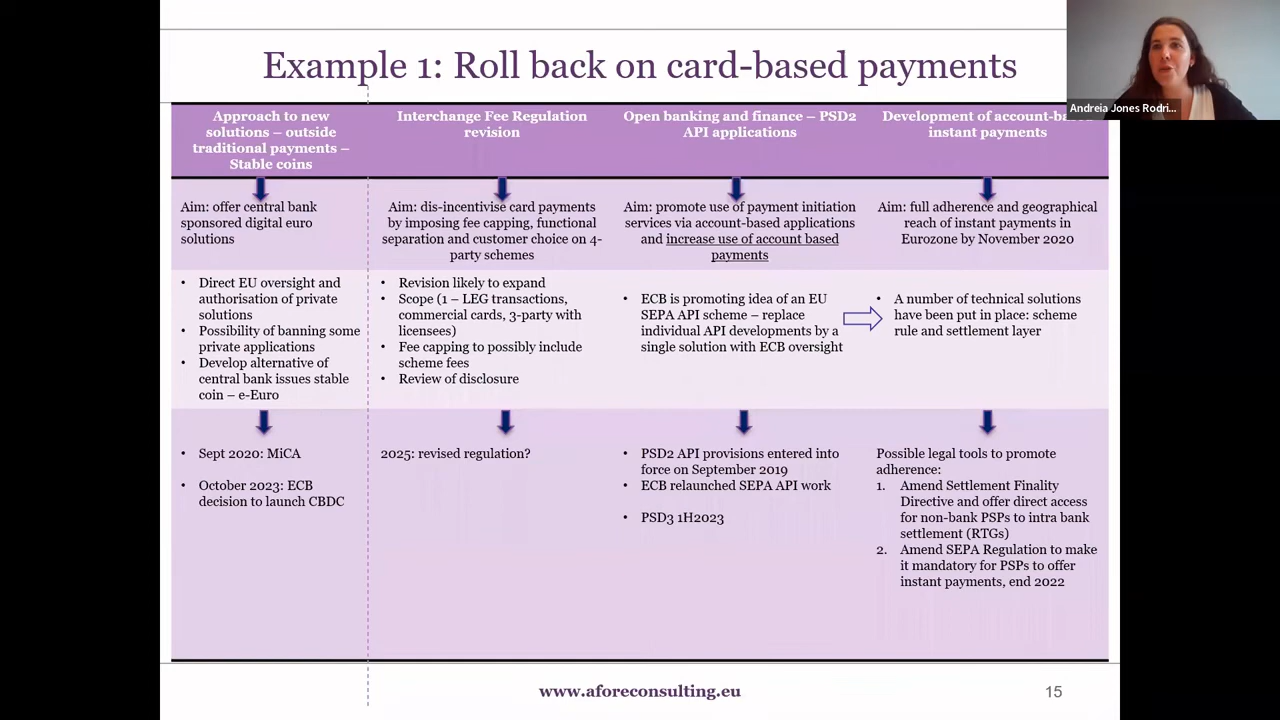 Example 1: Roll back on card-based payments
Andreia Jones Rodri...
Approach to new
solutions – outside
traditional payments –
Stable coins
Interchange Fee Regulation
revision
Open banking and finance – PSD2
API applications
Development of account-ba
instant payments
Aim: offer central bank
sponsored digital euro
solutions
Aim: dis-incentivise card payments
by imposing fee capping, functional
separation and customer choice on 4-
party schemes
Aim: promote use of payment initiation
services via account-based applications
and increase use of account based
payments
Aim: full adherence and geographical
reach of instant payments in
Eurozone by November 2020
• Direct EU oversight and
authorisation of private
solutions
• Possibility of banning some
private applications
• Develop alternative of
central bank issues stable
coin – e-Euro
• Revision likely to expand
• Scope (1 – LEG transactions,
commercial cards, 3-party with
licensees)
• Fee capping to possibly include
scheme fees
• Review of disclosure
• ECB is promoting idea of an EU
SEPA API scheme – replace
individual API developments by a
single solution with ECB oversight
• A number of technical solutions
have been put in place: scheme
rule and settlement layer
• Sept 2020: MiCA
• October 2023: ECB
decision to launch CBDC
2025: revised regulation?
• PSD2 API provisions entered into
force on September 2019
• ECB relaunched SEPA API work
• PSD3 1H2023
Possible legal tools to promote
adherence:
1. Amend Settlement Finality
Directive and offer direct access
for non-bank PSPs to intra bank
settlement (RTGs)
2. Amend SEPA Regulation to make
it mandatory for PSPs to offer
instant payments, end 2022
www.aforeconsulting.eu
15